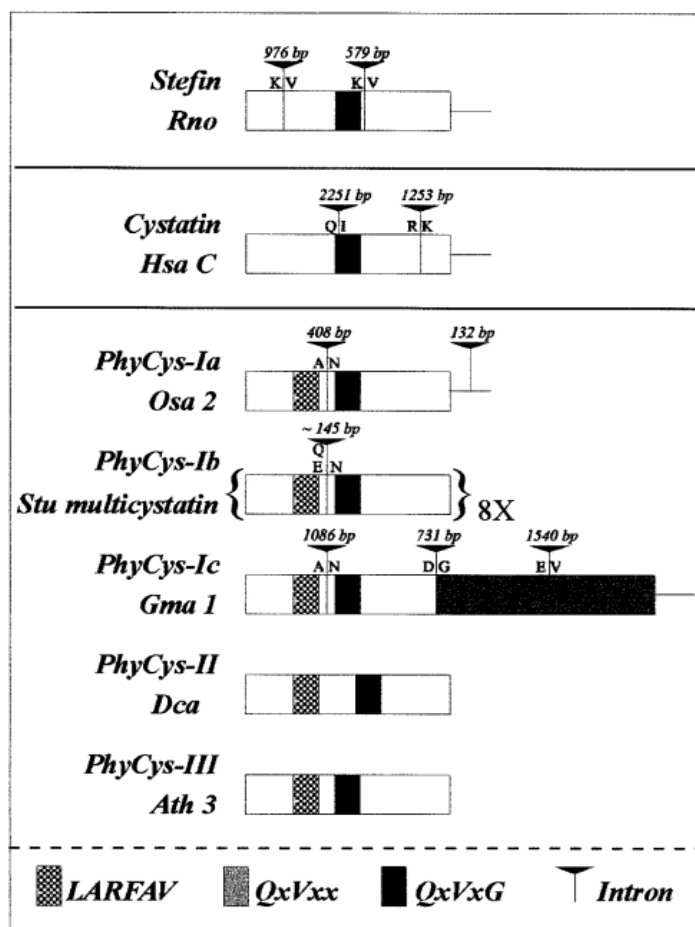 976 bp 579 bp
Stefin K V K V
Rno
2251 bp 1253 bp
Cystatin Q I R K
Hsa C
408 bp 132 bp
PhyCys-Ia A N
Osa 2
~ 145 bp
PhyCys-Ib Q
E N
Stu multicystatin { } 8X
1086 bp 731 bp 1540 bp
PhyCys-Ic A N D G E V
Gma 1
PhyCys-II
Dca
PhyCys-III
Ath 3
LARFAV QxVxx QxVxG Intron